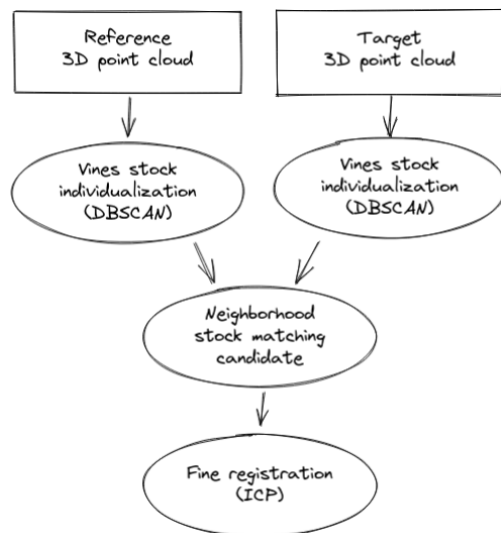 Reference
3D point cloud
Target
3D point cloud
Vines stock
individualization
(DBSCAN)
Vines stock
individualization
(DBSCAN)
Neighborhood
stock matching
candidate
Fine registration
(ICP)